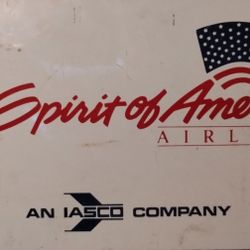 Spirit of Ame
AIRL
AN IASCO COMPANY